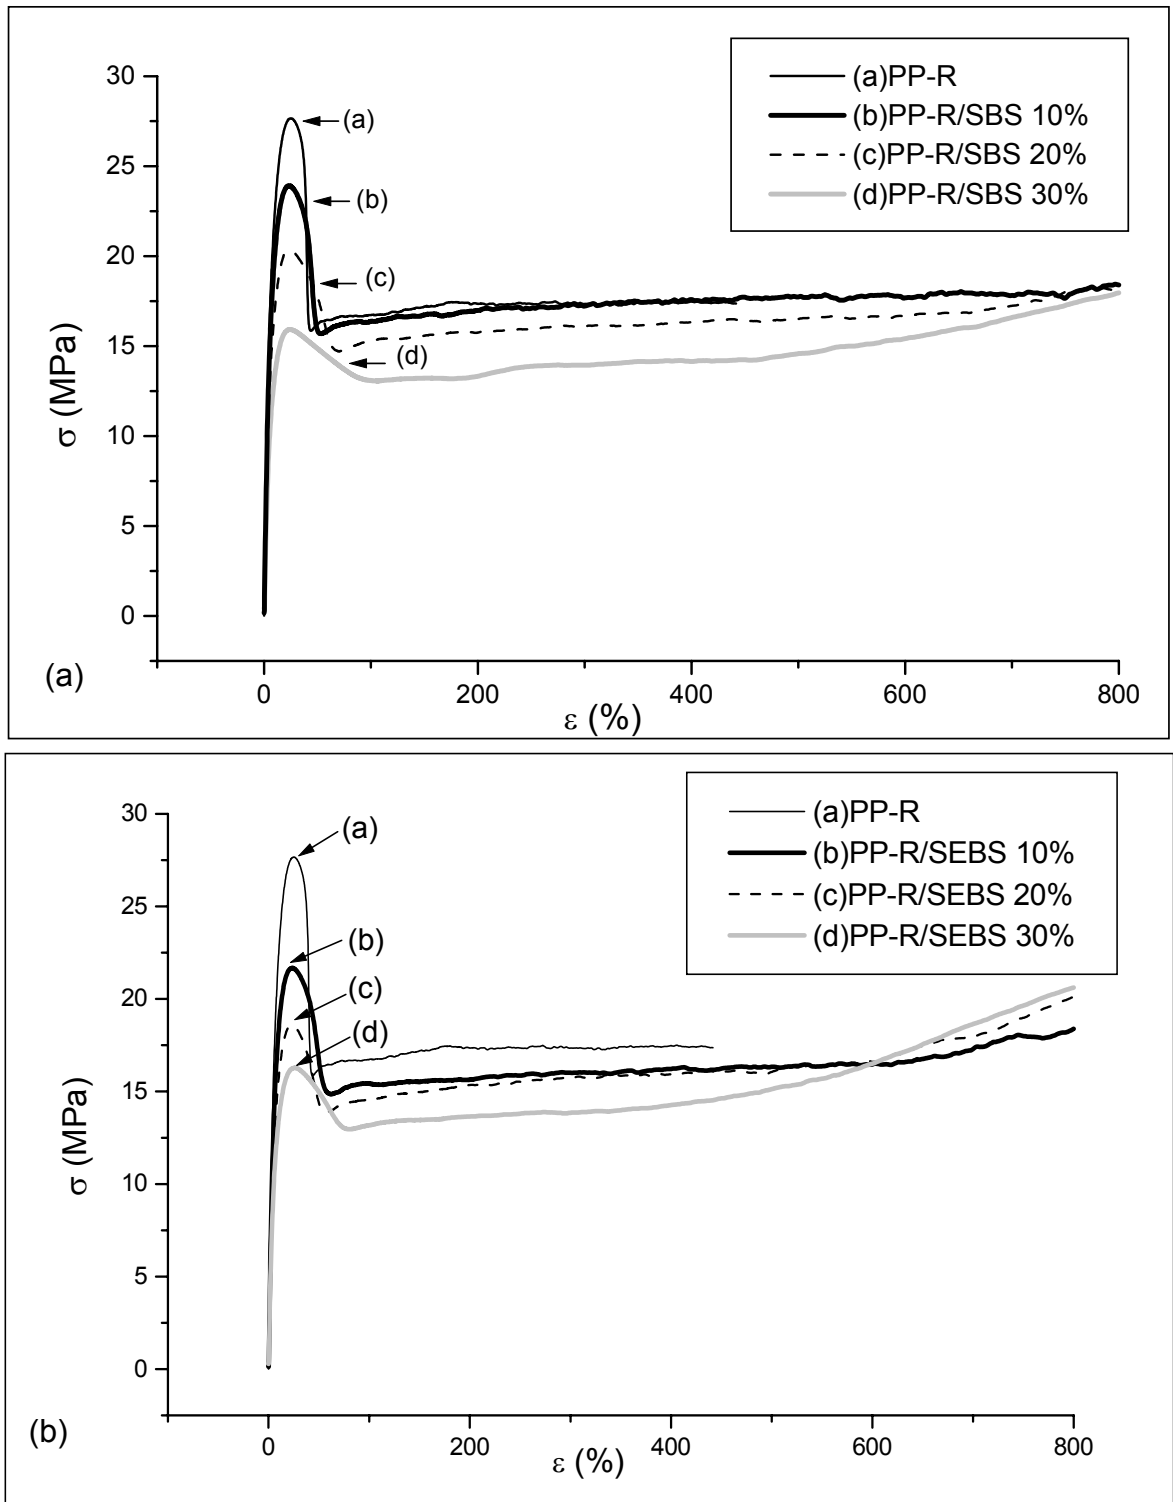 (a)PP-R
(b)PP-R/SBS 10%
(c)PP-R/SBS 20%
(d)PP-R/SBS 30%
30
25
20
15
10
5
0
σ (MPa)
(a)
(b)
(c)
(d)
0
200
400
600
800
ε (%)
(a)
(a)PP-R
(b)PP-R/SEBS 10%
(c)PP-R/SEBS 20%
(d)PP-R/SEBS 30%
30
25
20
15
10
5
0
σ (MPa)
(a)
(b)
(c)
(d)
0
200
400
600
800
ε (%)
(b)